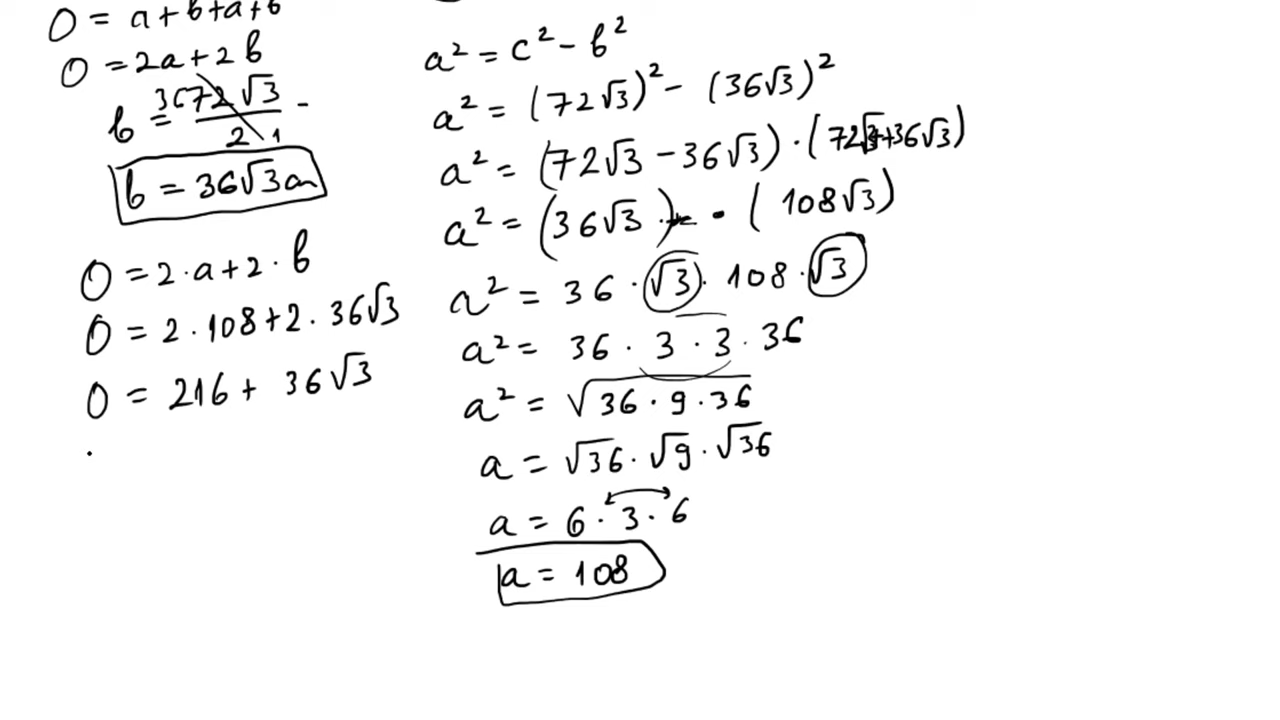 O = a+b+a+b
O = 2a+2b
b = 36 72√3 / 2 1 =
b = 36√3 cm
O = 2·a+2·b
O = 2·108+2·36√3
O = 216+ 36√3
.
a² = c² - b²
a² = (72√3)² - (36√3)²
a² = (72√3 - 36√3)·(72√3+36√3)
a² = (36√3)·(108√3)
a² = 36·√3·108·√3
a² = 36·3·3·36
a² = √36·9·36
a = √36·√9·√36
a = 6·3·6
a = 108